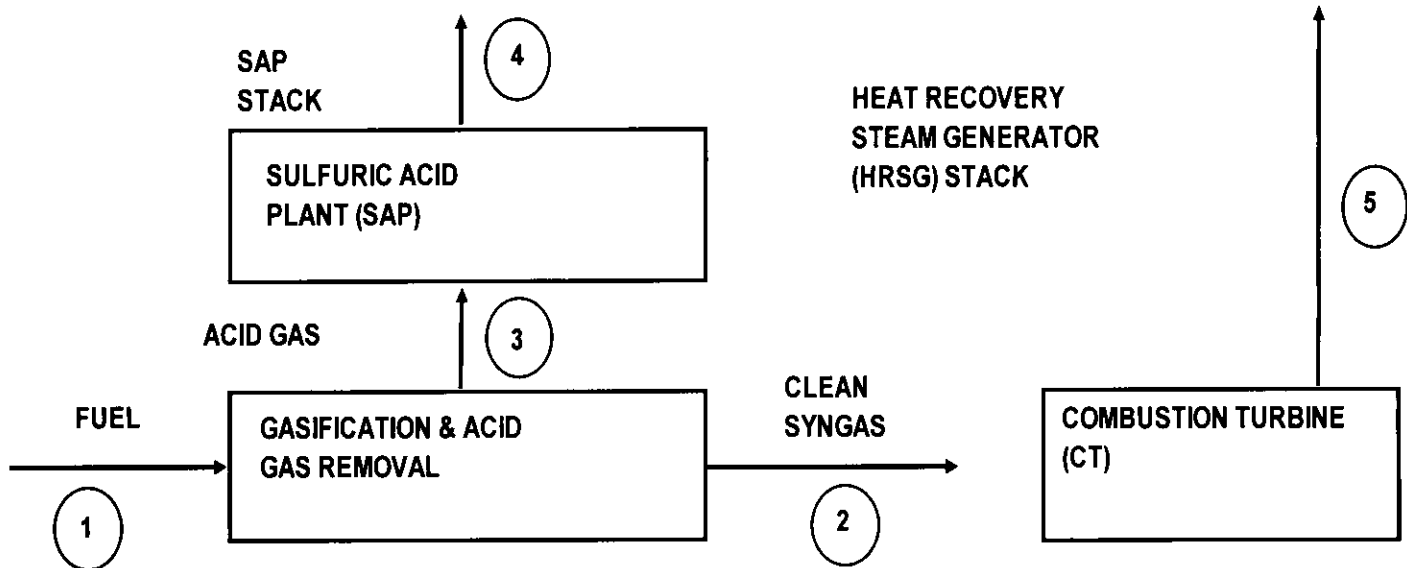 SAP
STACK
4
HEAT RECOVERY
STEAM GENERATOR
(HRSG) STACK
5
SULFURIC ACID
PLANT (SAP)
ACID GAS
3
FUEL
1
GASIFICATION & ACID
GAS REMOVAL
CLEAN
SYNGAS
2
COMBUSTION TURBINE
(CT)